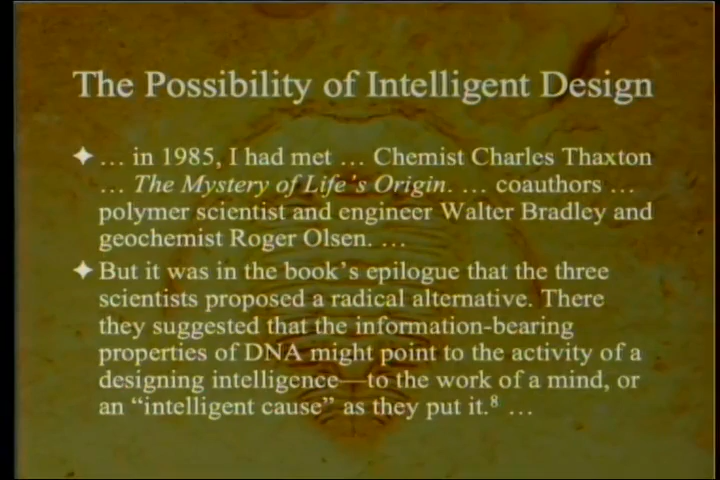 The Possibility of Intelligent Design
… in 1985, I had met … Chemist Charles Thaxton
… The Mystery of Life’s Origin. … coauthors …
polymer scientist and engineer Walter Bradley and
geochemist Roger Olsen. …
But it was in the book’s epilogue that the three
scientists proposed a radical alternative. There
they suggested that the information-bearing
properties of DNA might point to the activity of a
designing intelligence—to the work of a mind, or
an “intelligent cause” as they put it.⁸ …